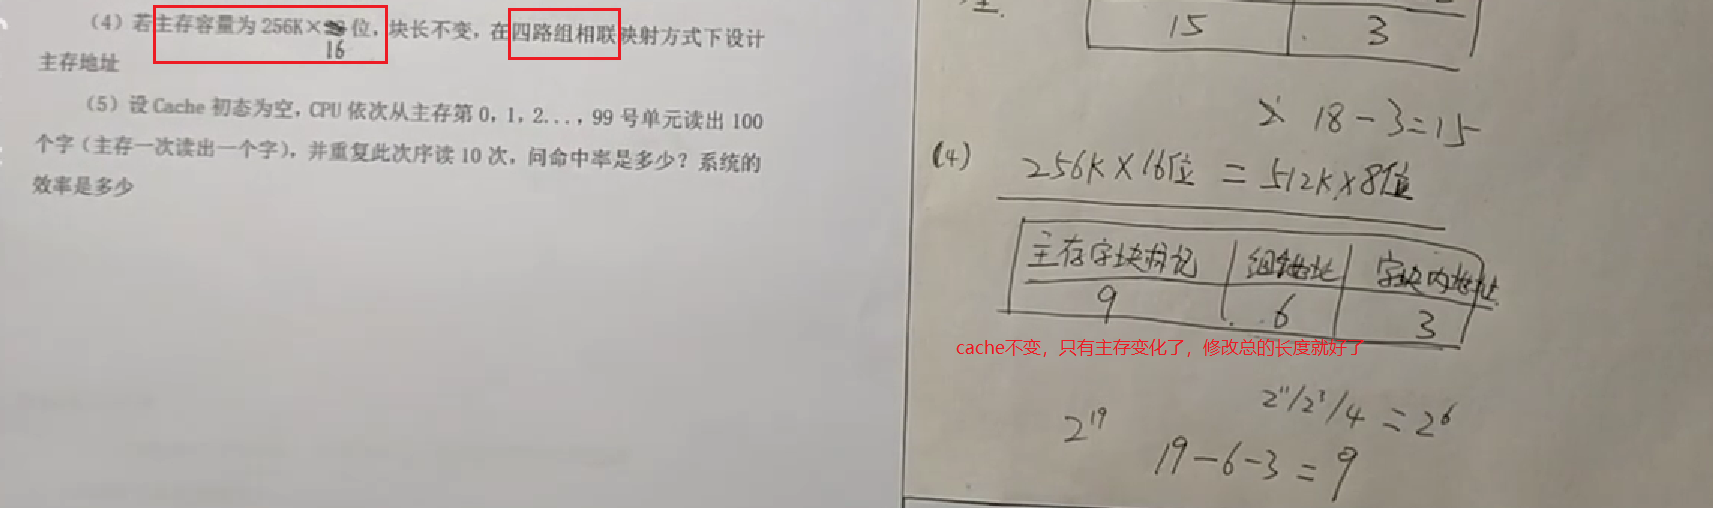 (4) 若主存容量为 256K× 位，块长不变，在四路组相联映射方式下设计
16
主存地址
(5) 设 Cache 初态为空，CPU 依次从主存第 0，1，2...，99 号单元读出 100
个字（主存一次读出一个字），并重复此次序读 10 次，问命中率是多少？系统的
效率是多少
15 3
18-3=15
(4) 256K×16位 = 512K×8位
主存字块标记 组地址 字块内地址
9 6 3
cache不变，只有主存变化了，修改总的长度就好了
2^11/2^3/4 = 2^6
2^19
19-6-3=9